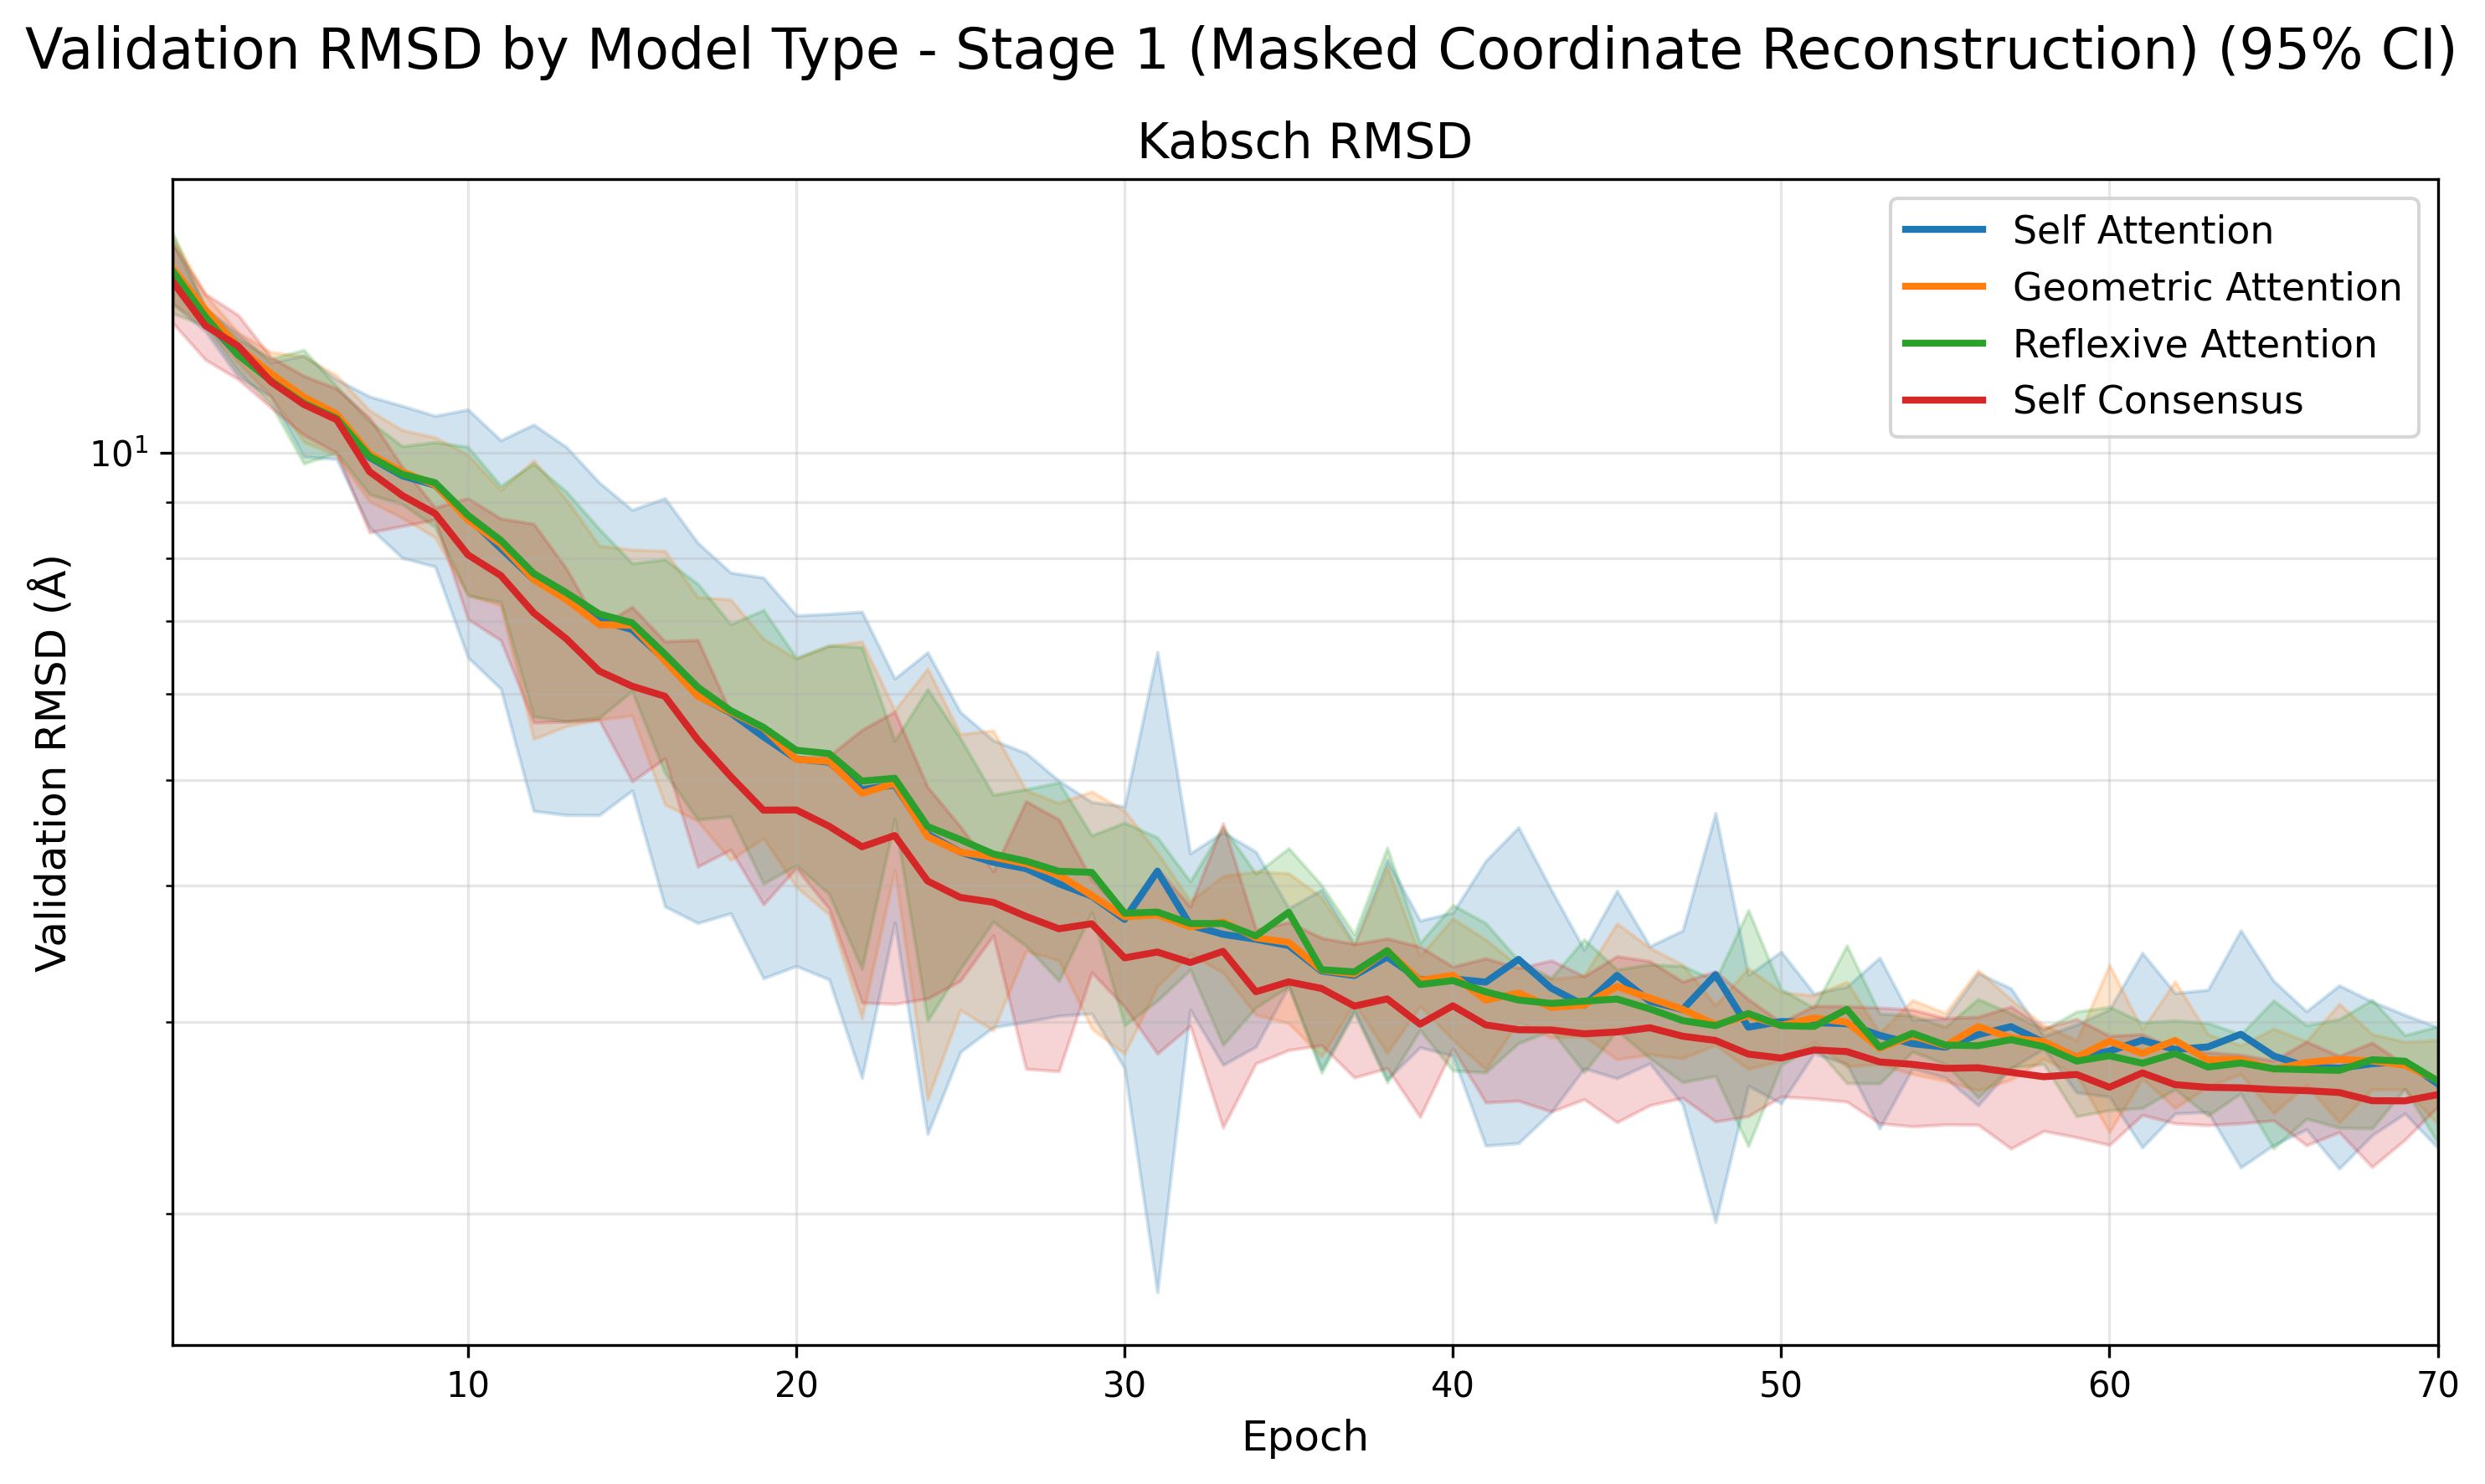 Validation RMSD by Model Type - Stage 1 (Masked Coordinate Reconstruction) (95% CI)
Kabsch RMSD
Self Attention
Geometric Attention
Reflexive Attention
Self Consensus
10¹
Validation RMSD (Å)
10 20 30 40 50 60 70
Epoch